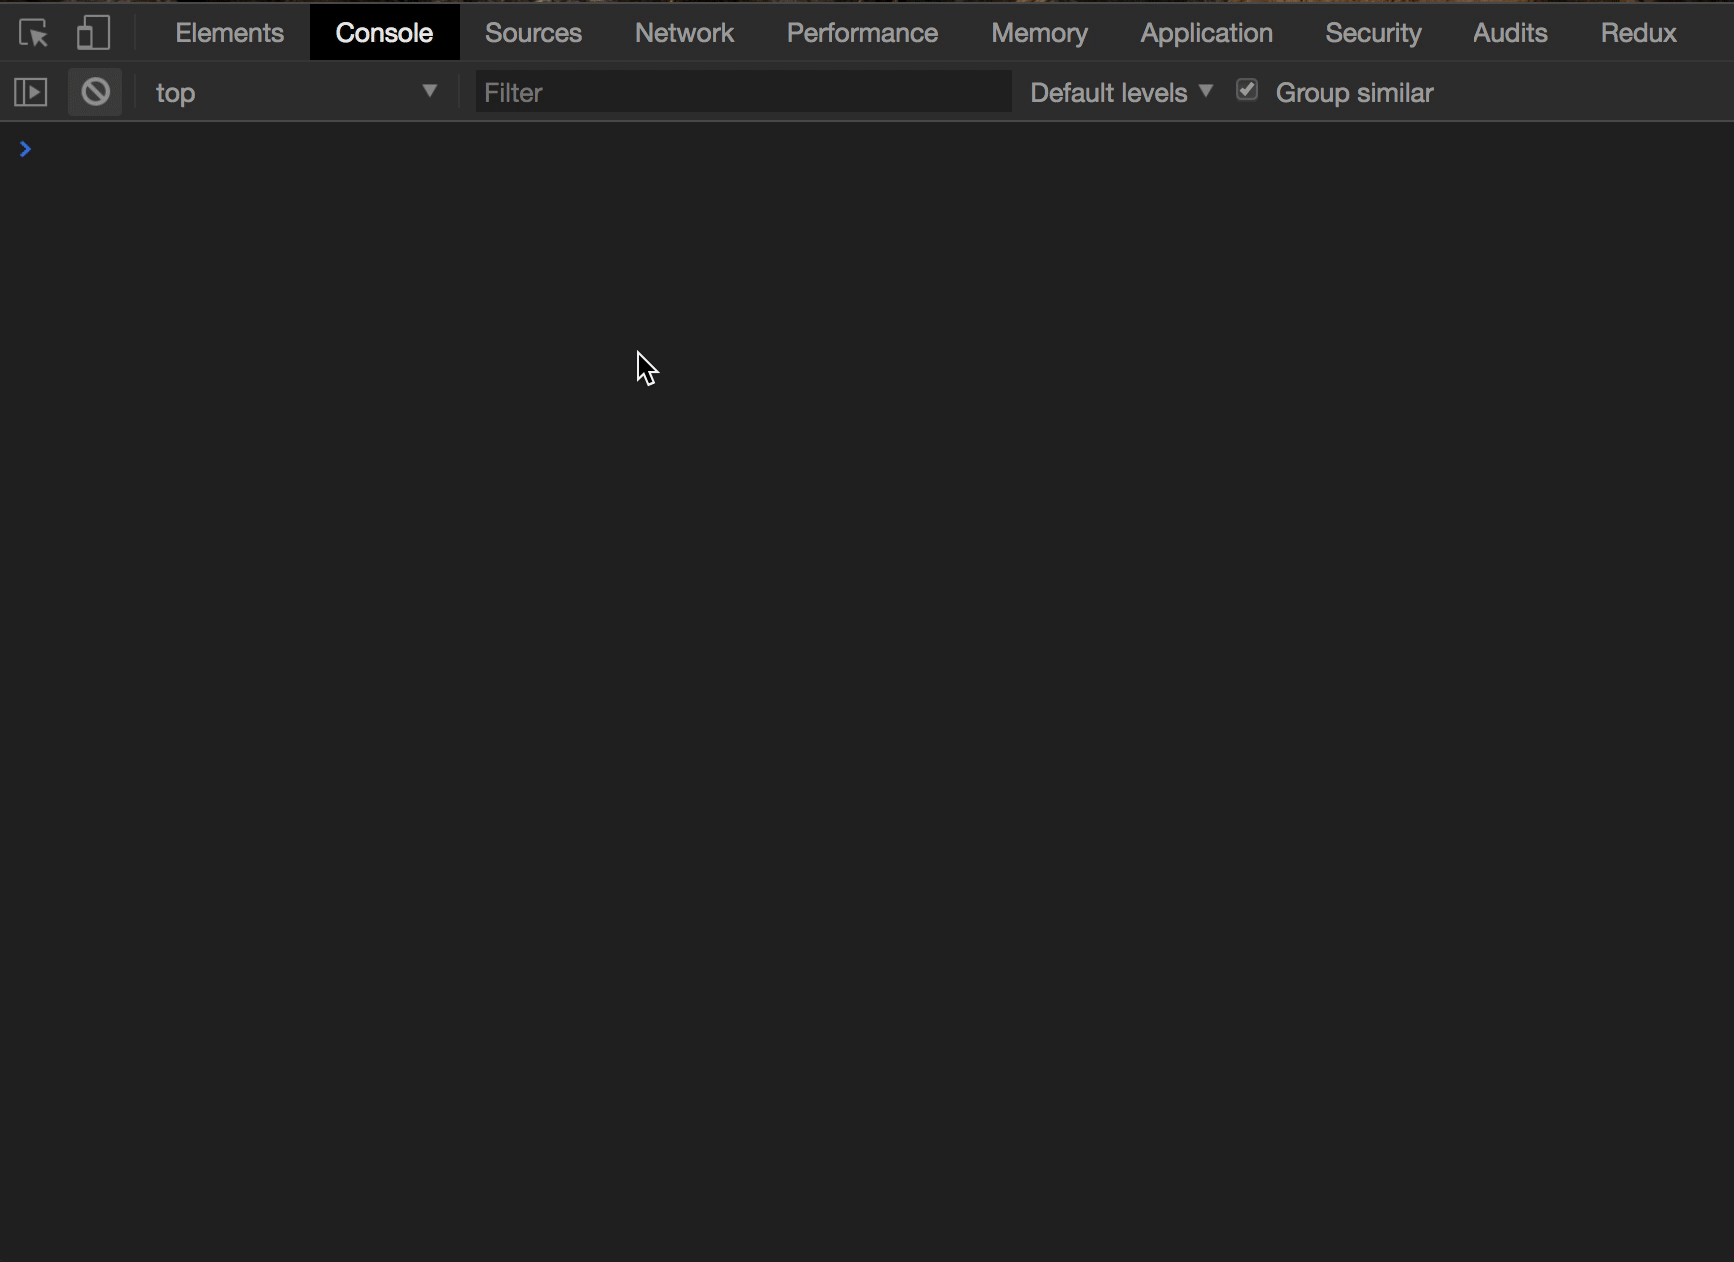 Elements Console Sources Network Performance Memory Application Security Audits Redux
top Filter Default levels Group similar